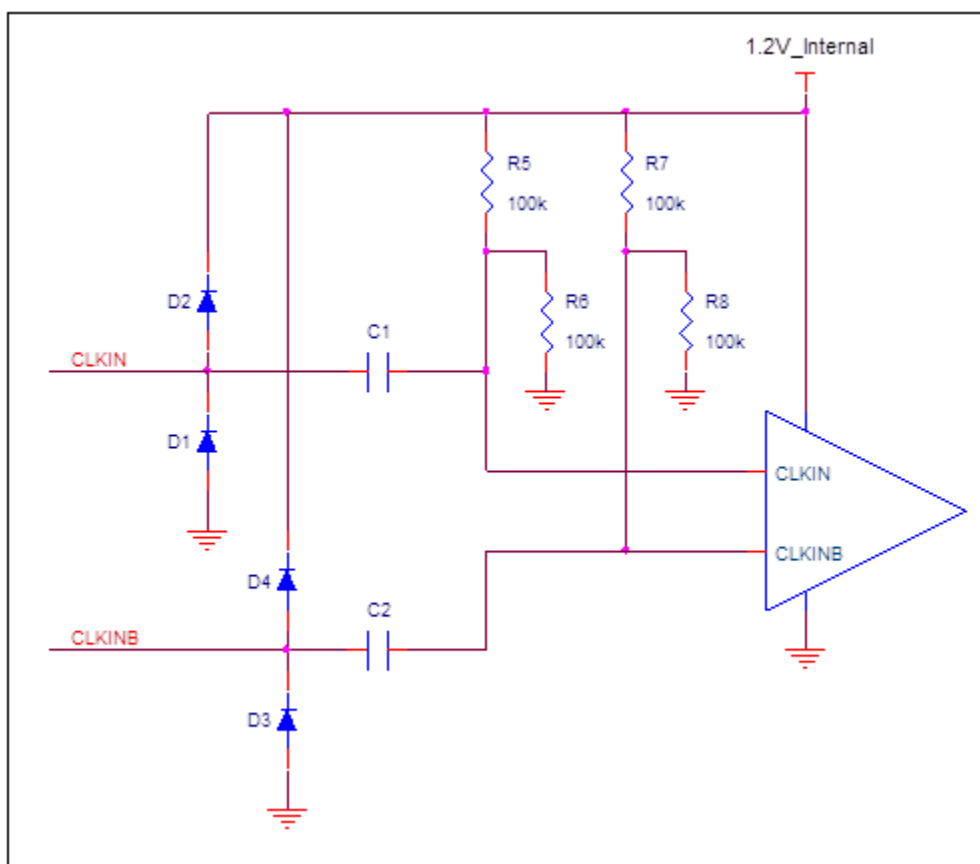 1.2V_Internal
R5
100k
R7
100k
D2
R6
100k
R8
100k
C1
CLKIN
D1
CLKIN
CLKINB
D4
C2
CLKINB
D3